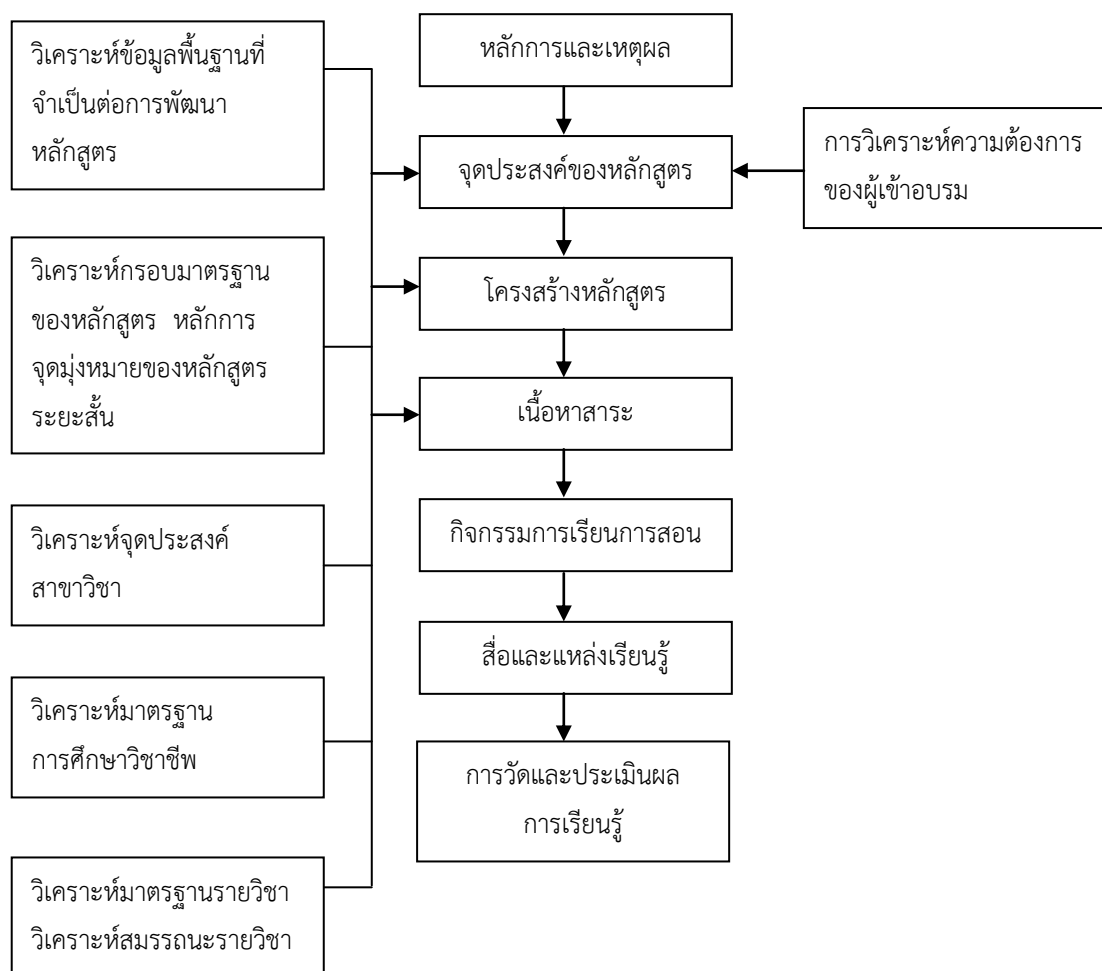 วิเคราะห์ข้อมูลพื้นฐานที่
จำเป็นต่อการพัฒนา
หลักสูตร
วิเคราะห์กรอบมาตรฐาน
ของหลักสูตร หลักการ
จุดมุ่งหมายของหลักสูตร
ระยะสั้น
วิเคราะห์จุดประสงค์
สาขาวิชา
วิเคราะห์มาตรฐาน
การศึกษาวิชาชีพ
วิเคราะห์มาตรฐานรายวิชา
วิเคราะห์สมรรถนะรายวิชา
หลักการและเหตุผล
จุดประสงค์ของหลักสูตร
โครงสร้างหลักสูตร
เนื้อหาสาระ
กิจกรรมการเรียนการสอน
สื่อและแหล่งเรียนรู้
การวัดและประเมินผล
การเรียนรู้
การวิเคราะห์ความต้องการ
ของผู้เข้าอบรม